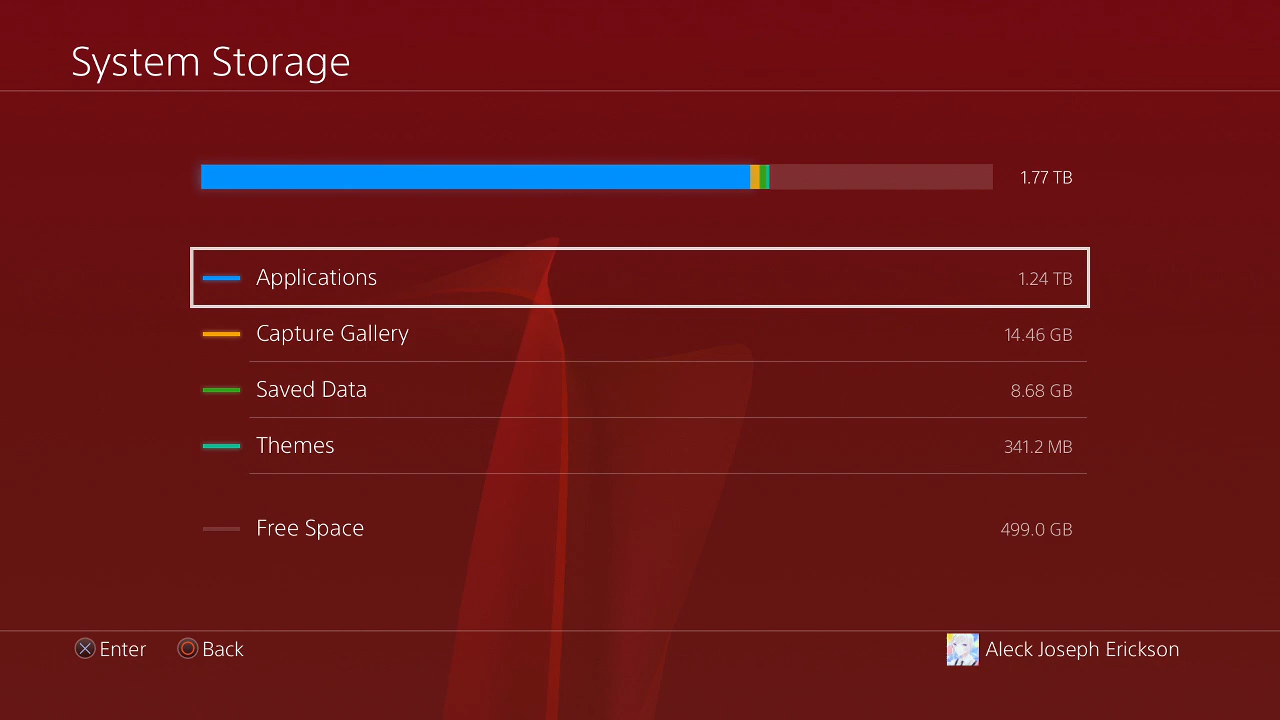 System Storage
1.77 TB
Applications 1.24 TB
Capture Gallery 14.46 GB
Saved Data 8.68 GB
Themes 341.2 MB
Free Space 499.0 GB
Enter Back Aleck Joseph Erickson